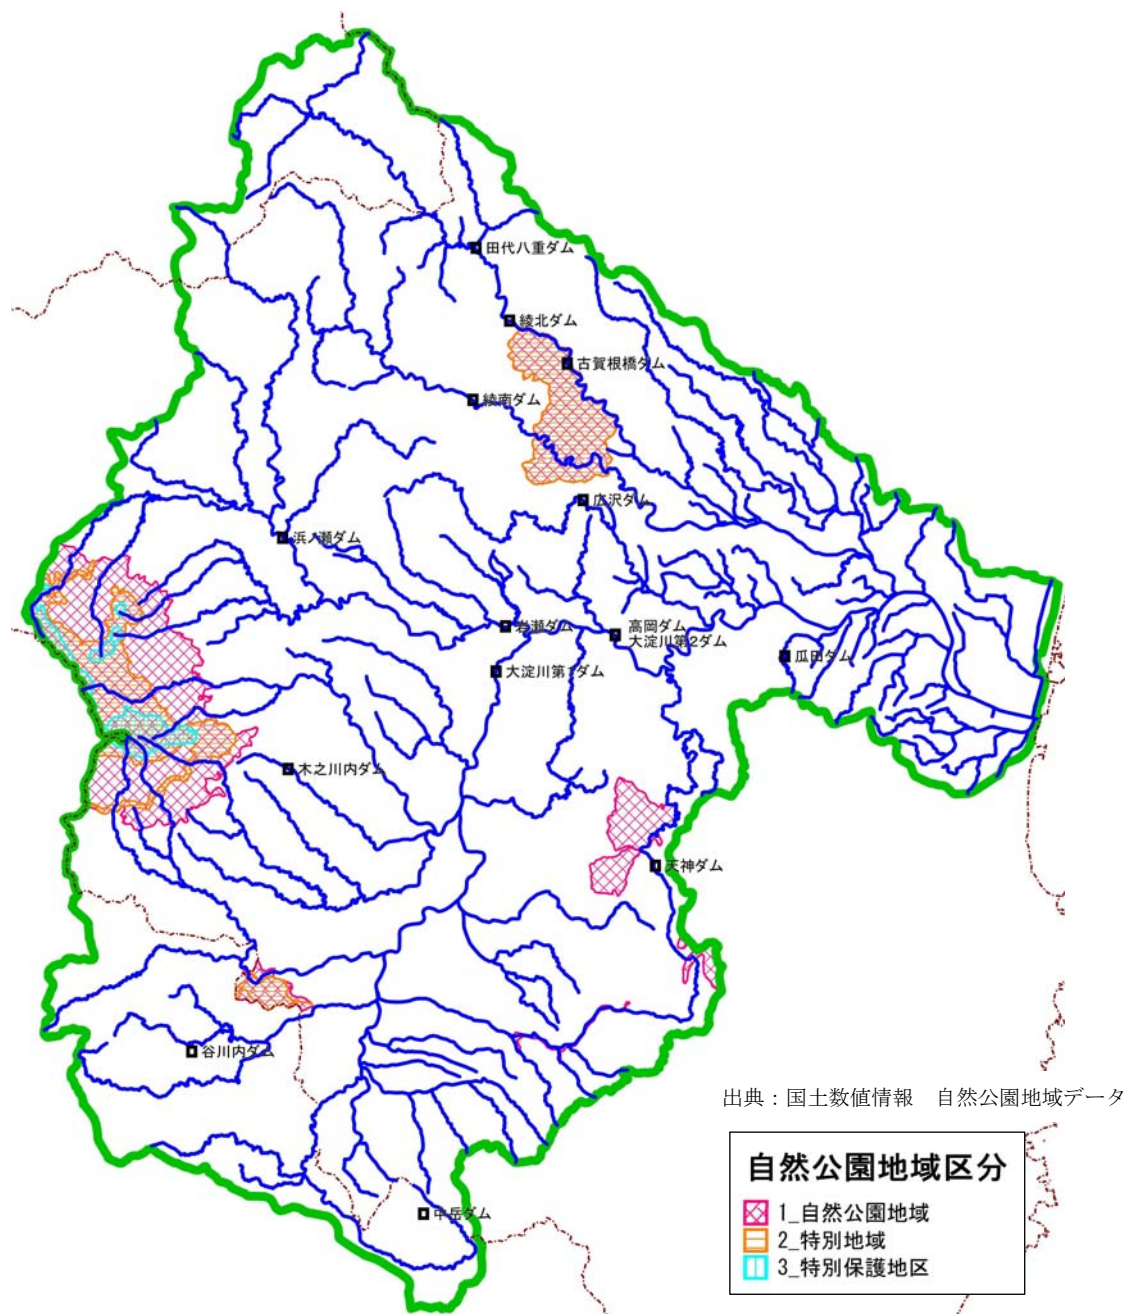 田代八重ダム
綾北ダム
古賀根橋ダム
綾南ダム
広沢ダム
浜ノ瀬ダム
岩瀬ダム
高岡ダム
大淀川第2ダム
瓜田ダム
大淀川第1ダム
木之川内ダム
天神ダム
谷川内ダム
中岳ダム
出典：国土数値情報　自然公園地域データ
自然公園地域区分
1_自然公園地域
2_特別地域
3_特別保護地区